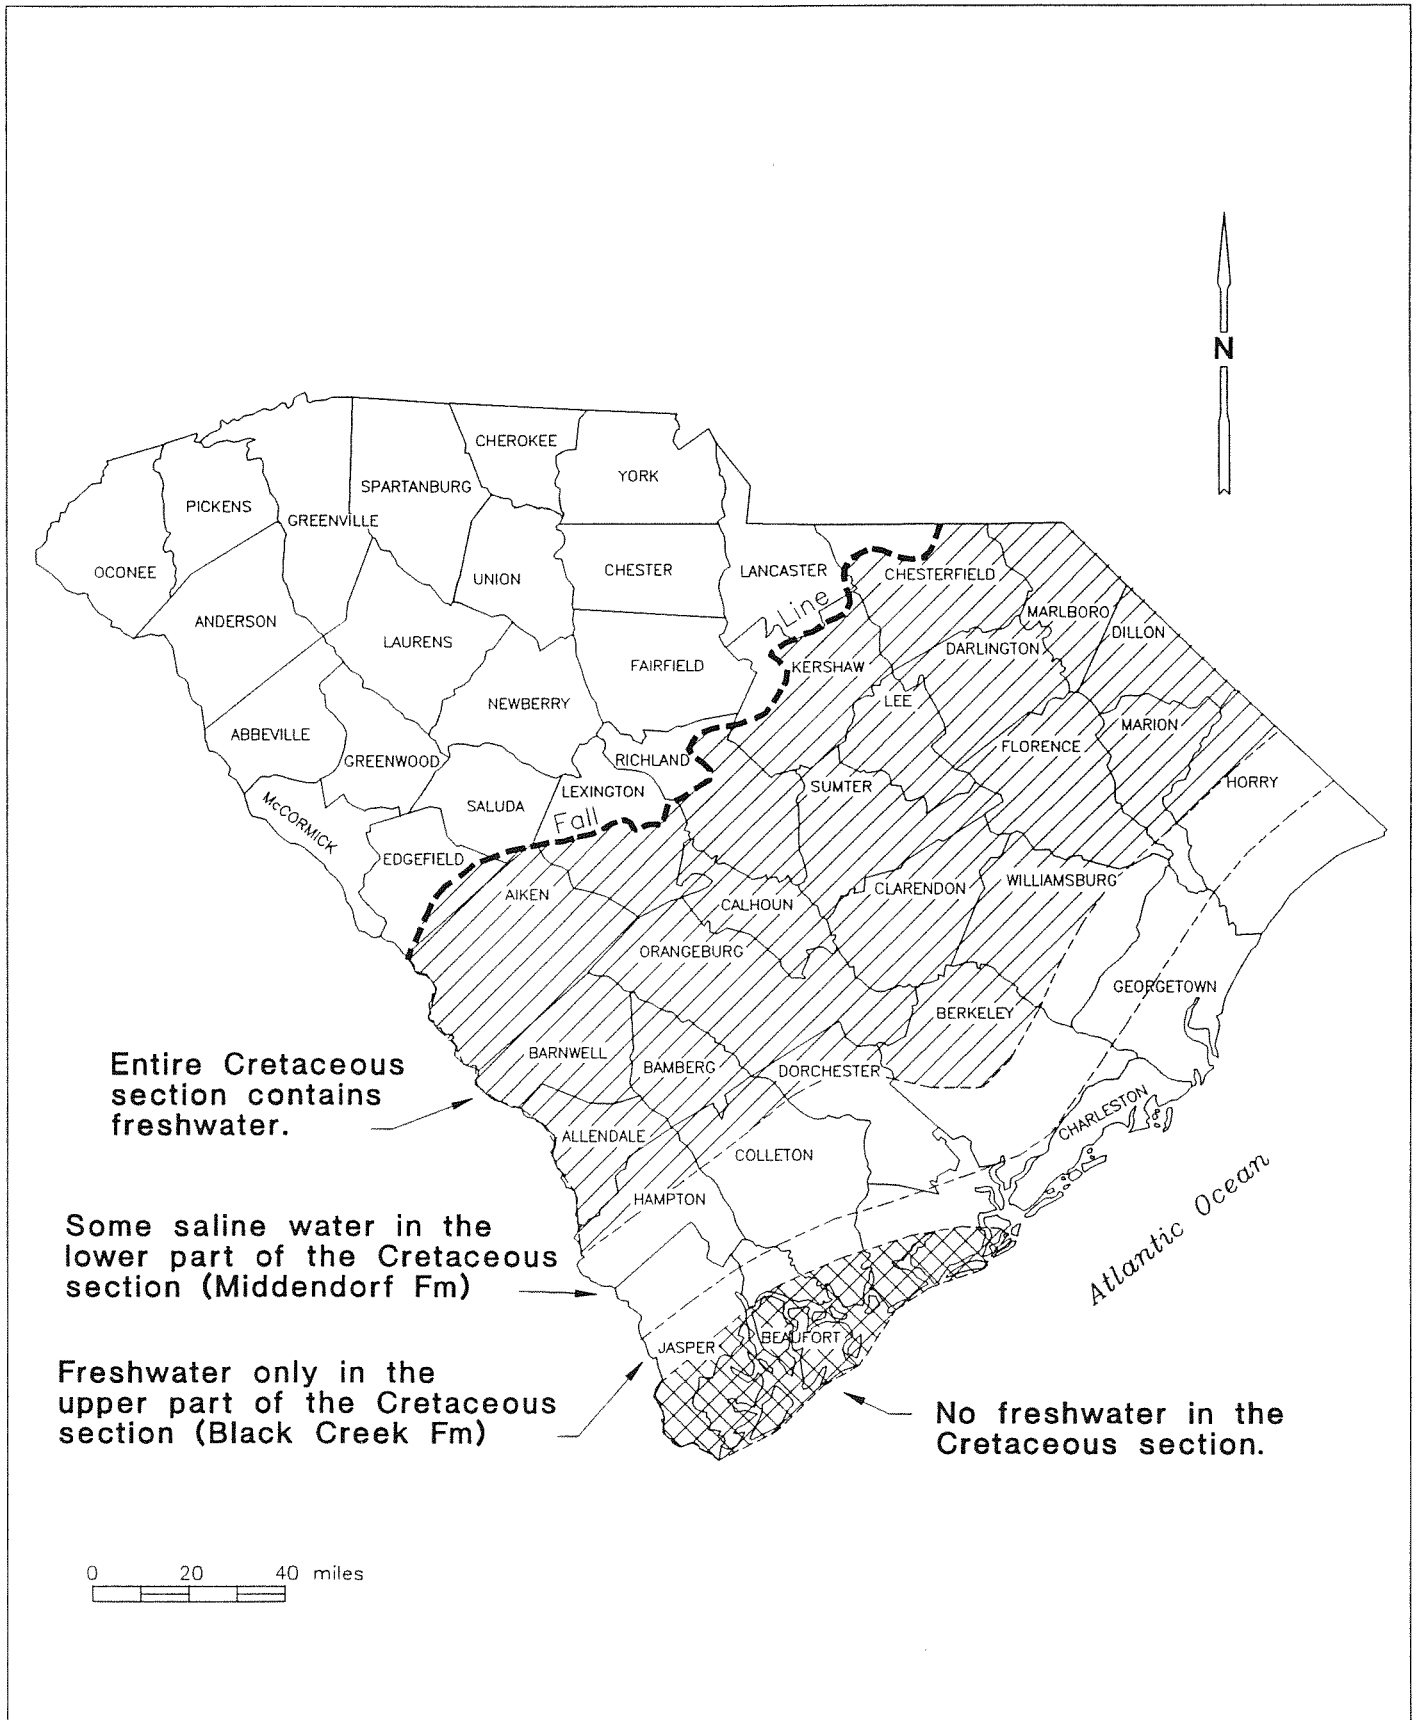 N
CHEROKEE
YORK
SPARTANBURG
PICKENS
GREENVILLE
OCONEE
UNION
CHESTER
LANCASTER
CHESTERFIELD
ANDERSON
LAURENS
Line
MARLBORO
DILLON
DARLINGTON
FAIRFIELD
KERSHAW
NEWBERRY
LEE
ABBEVILLE
MARION
FLORENCE
GREENWOOD
RICHLAND
HORRY
SUMTER
LEXINGTON
SALUDA
McCORMICK
Fall
EDGEFIELD
AIKEN
CALHOUN
CLARENDON
WILLIAMSBURG
ORANGEBURG
GEORGETOWN
BERKELEY
BARNWELL
BAMBERG
DORCHESTER
Entire Cretaceous
section contains
freshwater.
CHARLESTON
ALLENDALE
COLLETON
HAMPTON
Atlantic Ocean
Some saline water in the
lower part of the Cretaceous
section (Middendorf Fm)
JASPER
BEAUFORT
Freshwater only in the
upper part of the Cretaceous
section (Black Creek Fm)
No freshwater in the
Cretaceous section.
0 20 40 miles